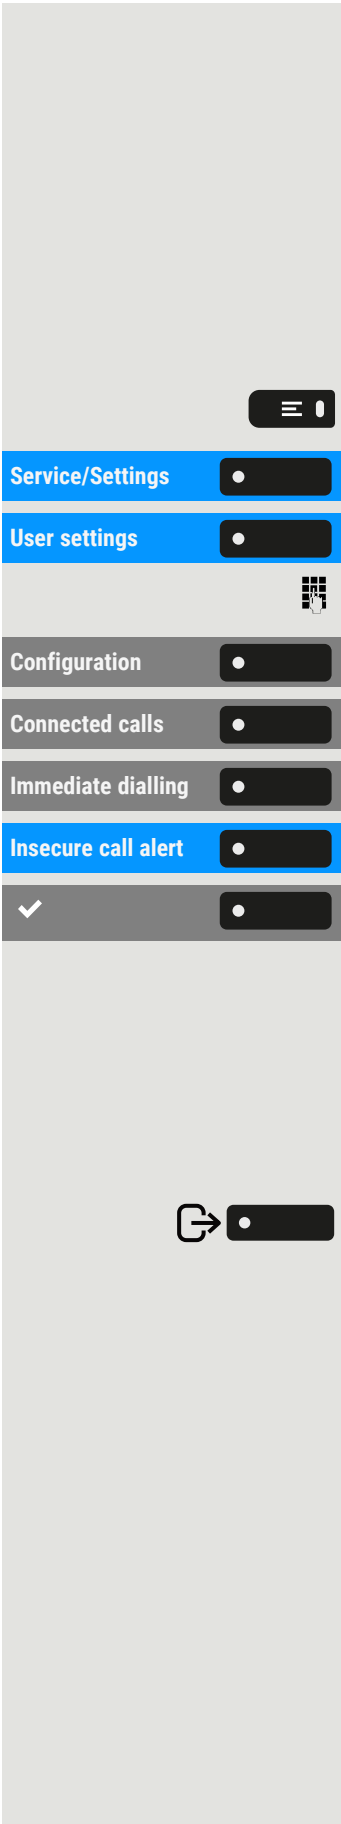 Service/Settings
User settings
Configuration
Connected calls
Immediate dialling
Insecure call alert